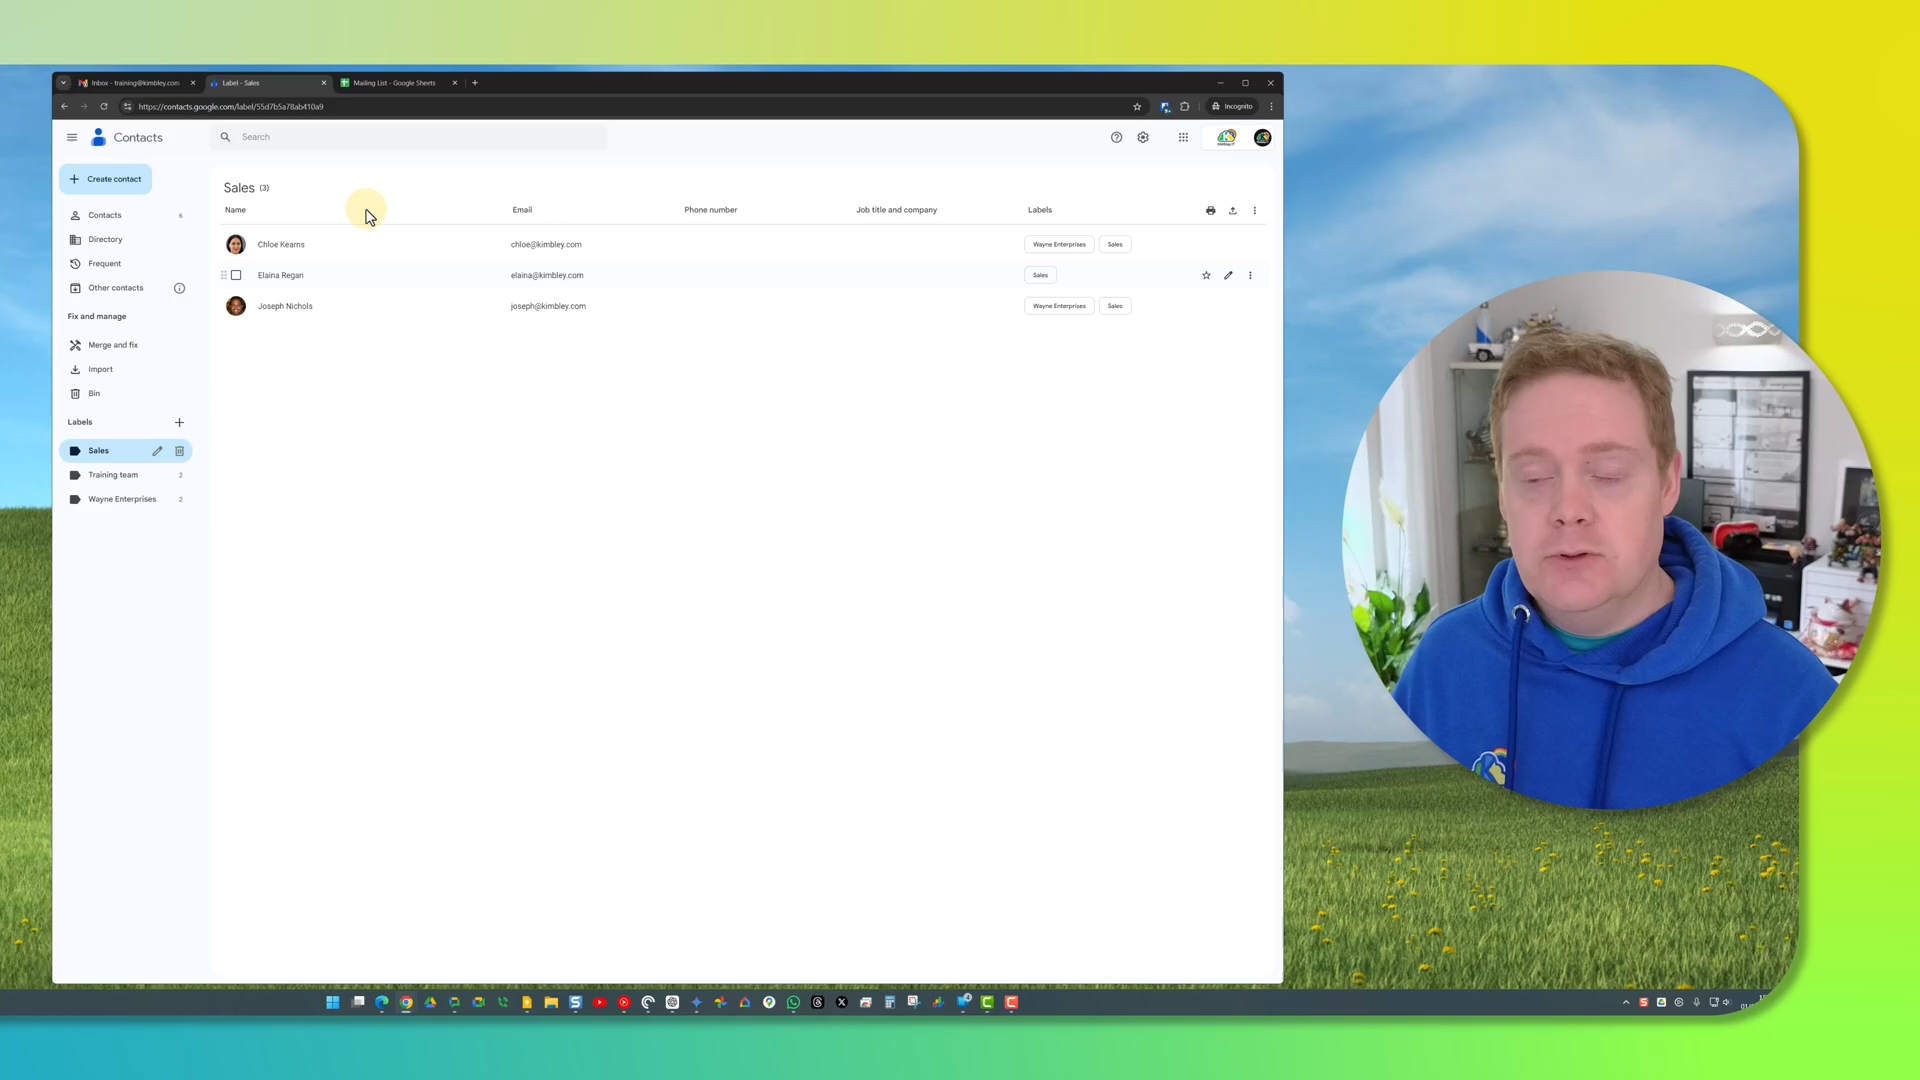 Inbox - training@kimbley.com
Label - Sales
Mailing List - Google Sheets
https://contacts.google.com/label/55d7b5a78ab410a9
Incognito
Contacts
Search
Create contact
Sales (3)
Name Email Phone number Job title and company Labels
Contacts 6
Directory
Frequent
Other contacts
Chloe Kearns chloe@kimbley.com Wayne Enterprises Sales
Elaina Regan elaina@kimbley.com Sales
Joseph Nichols joseph@kimbley.com Wayne Enterprises Sales
Fix and manage
Merge and fix
Import
Bin
Labels
Sales
Training team 2
Wayne Enterprises 2